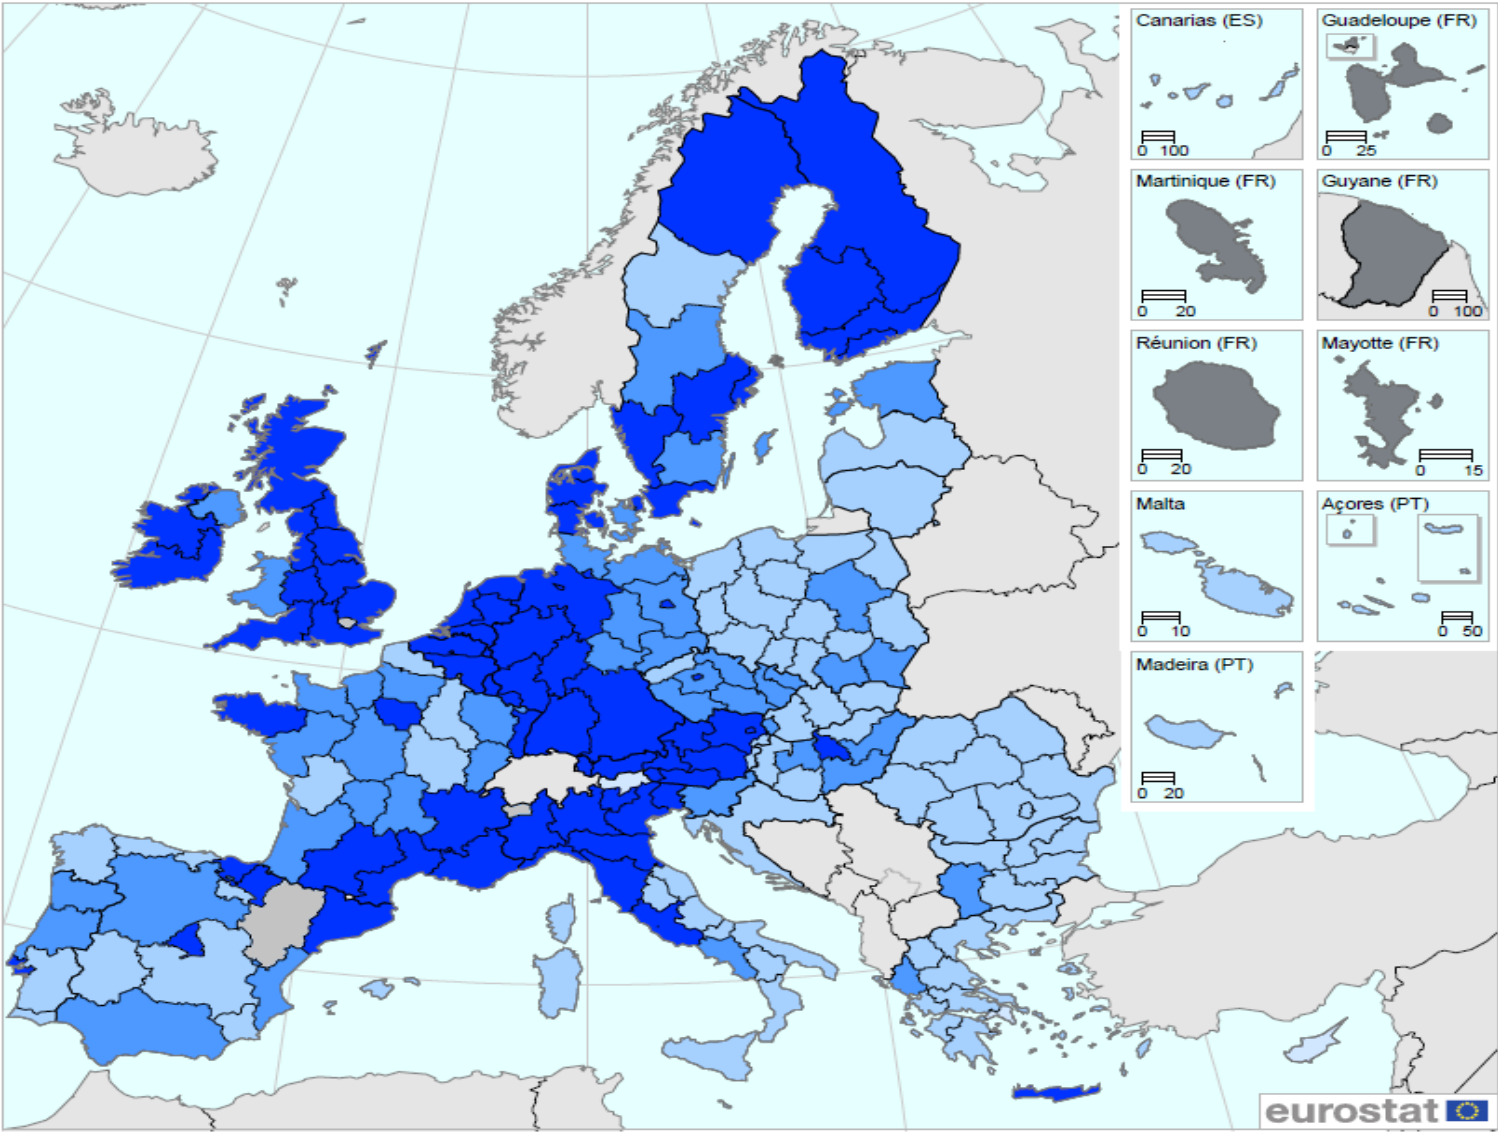 Canarias (ES)
0 100
Guadeloupe (FR)
0 25
Martinique (FR)
0 20
Guyane (FR)
0 100
Réunion (FR)
0 20
Mayotte (FR)
0 15
Malta
0 10
Açores (PT)
0 50
Madeira (PT)
0 20
eurostat